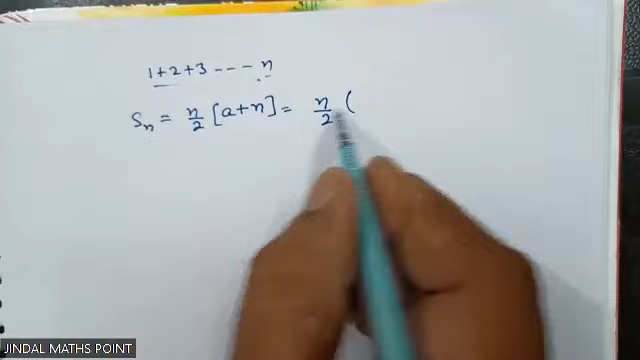 1+2+3 ---- n
Sn = n/2 [a+n] = n/2 (
JINDAL MATHS POINT